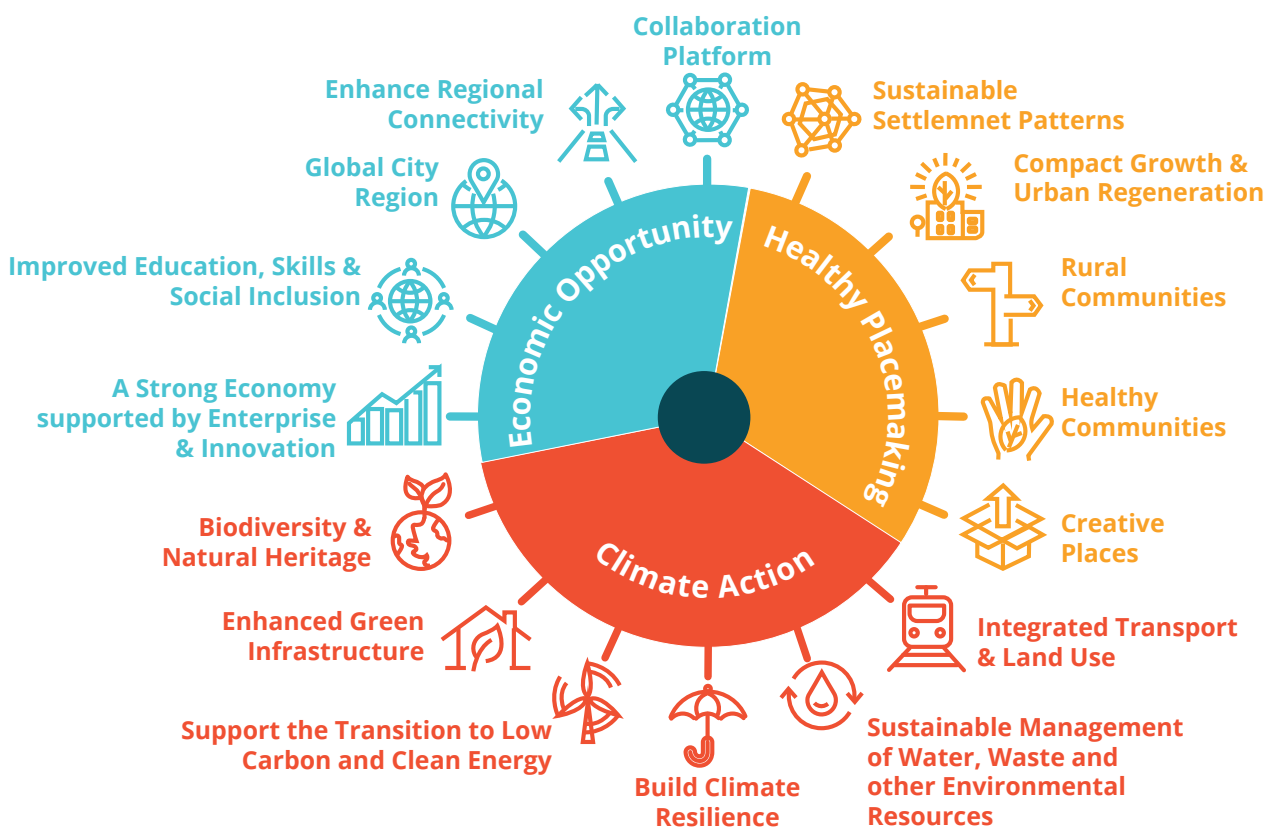 Collaboration
Platform
Enhance Regional
Connectivity
Sustainable
Settlemnet Patterns
Global City
Region
Compact Growth &
Urban Regeneration
Improved Education, Skills &
Social Inclusion
Rural
Communities
A Strong Economy
supported by Enterprise
& Innovation
Healthy
Communities
Biodiversity &
Natural Heritage
Creative
Places
Enhanced Green
Infrastructure
Integrated Transport
& Land Use
Support the Transition to Low
Carbon and Clean Energy
Sustainable Management
of Water, Waste and
other Environmental
Resources
Build Climate
Resilience
Economic Opportunity
Healthy Placemaking
Climate Action